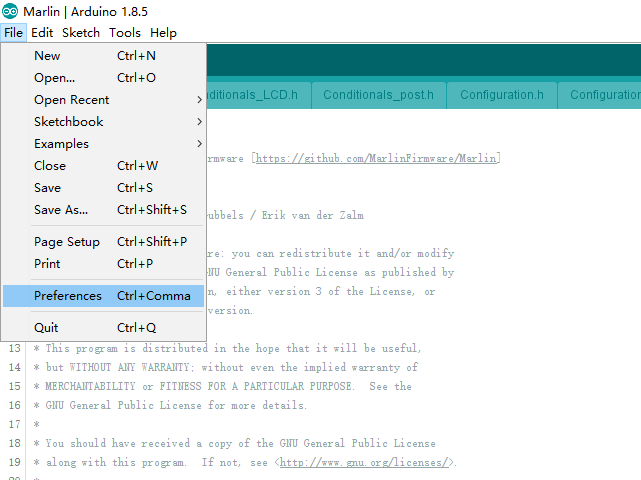 Marlin | Arduino 1.8.5
File Edit Sketch Tools Help
New Ctrl+N
Open... Ctrl+O
Open Recent
Sketchbook
Examples
Close Ctrl+W
Save Ctrl+S
Save As... Ctrl+Shift+S
Page Setup Ctrl+Shift+P
Print Ctrl+P
Preferences Ctrl+Comma
Quit Ctrl+Q
nditionals_LCD.h Conditionals_post.h Configuration.h Configuration
rmware [https://github.com/MarlinFirmware/Marlin]
ubbels / Erik van der Zalm
re: you can redistribute it and/or modify
GNU General Public License as published by
n, either version 3 of the License, or
version.
13 * This program is distributed in the hope that it will be useful,
14 * but WITHOUT ANY WARRANTY; without even the implied warranty of
15 * MERCHANTABILITY or FITNESS FOR A PARTICULAR PURPOSE. See the
16 * GNU General Public License for more details.
17 *
18 * You should have received a copy of the GNU General Public License
19 * along with this program. If not, see <http://www.gnu.org/licenses/>.